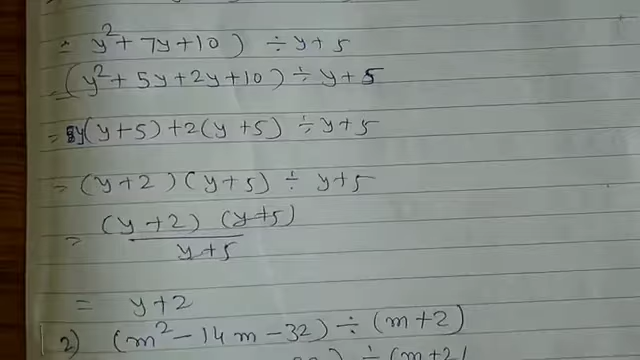 = y² + 7y + 10 ) ÷ y + 5
= (y² + 5y + 2y + 10) ÷ y + 5
= y(y + 5) + 2(y + 5) ÷ y + 5
= (y + 2) (y + 5) ÷ y + 5
= (y + 2) (y + 5)
y + 5
= y + 2
2) (m² - 14m - 32) ÷ (m + 2)
÷ (m + 2)